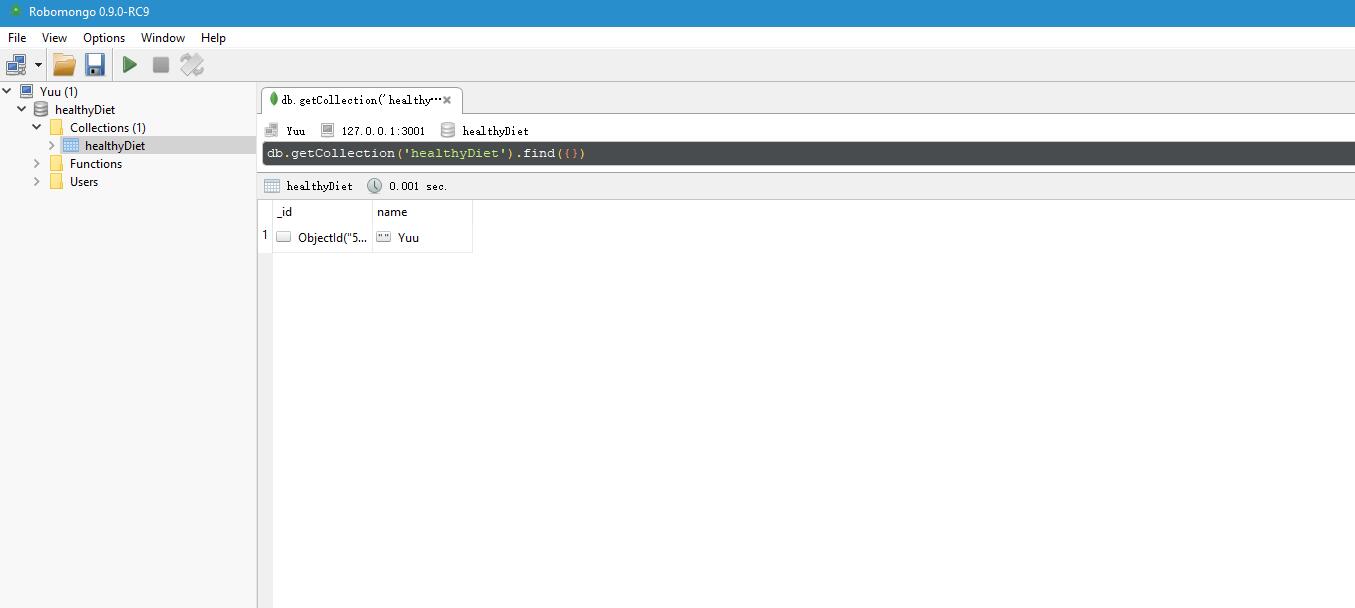 Robomongo 0.9.0-RC9
File View Options Window Help
Yuu (1)
healthyDiet
Collections (1)
healthyDiet
Functions
Users
db.getCollection('healthy···
Yuu 127.0.0.1:3001 healthyDiet
db.getCollection('healthyDiet').find({})
healthyDiet 0.001 sec.
_id name
1 ObjectId("5... "" Yuu